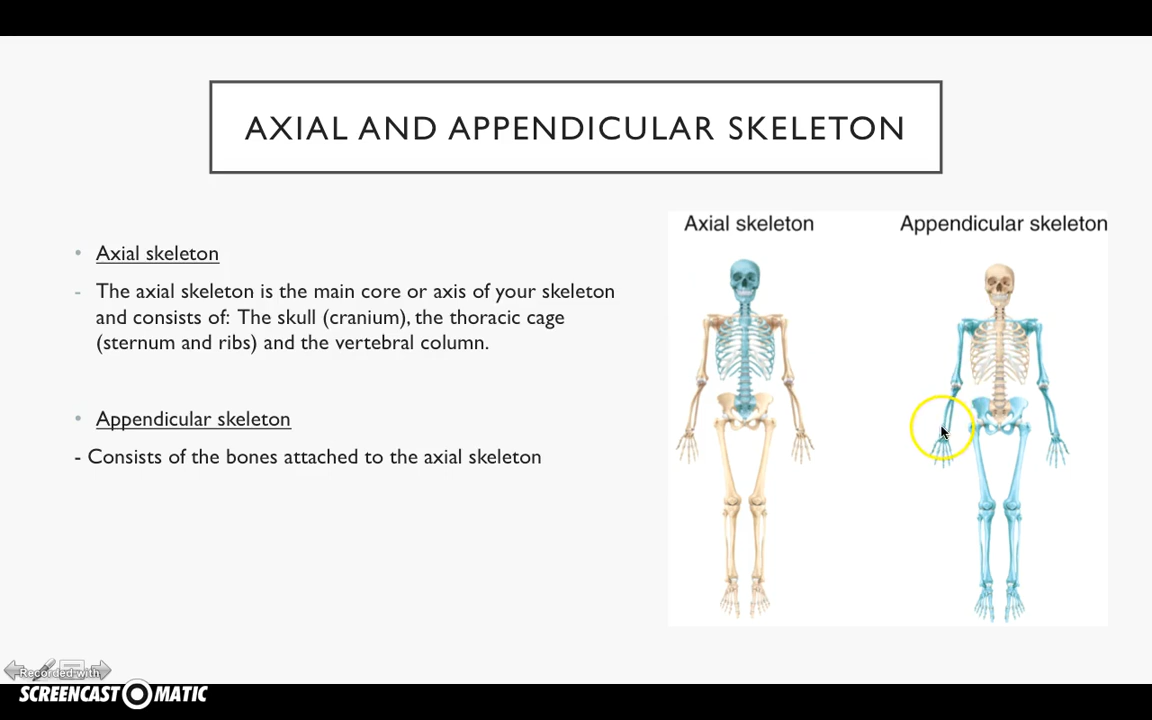 AXIAL AND APPENDICULAR SKELETON
• Axial skeleton
- The axial skeleton is the main core or axis of your skeleton
and consists of: The skull (cranium), the thoracic cage
(sternum and ribs) and the vertebral column.
• Appendicular skeleton
- Consists of the bones attached to the axial skeleton
Axial skeleton
Appendicular skeleton
Recorded with
SCREENCAST MATIC